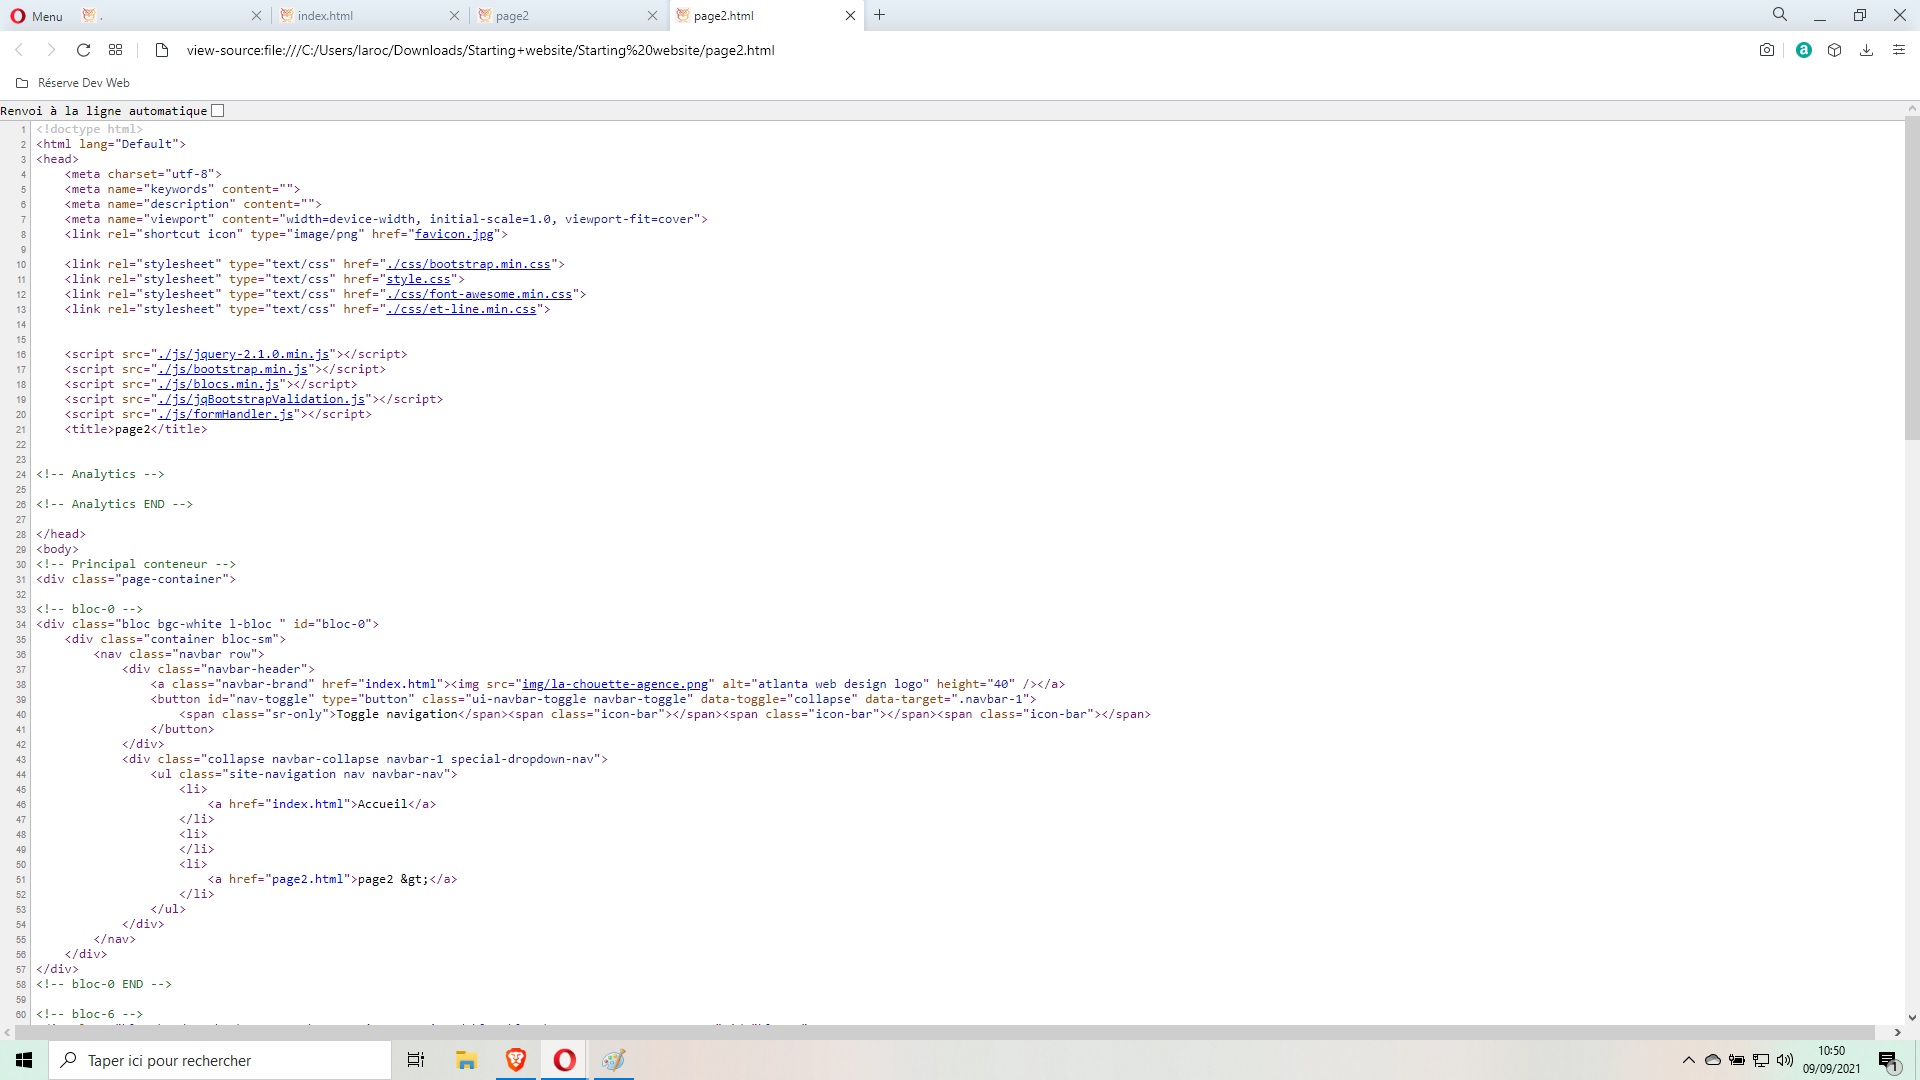 Menu
.
index.html
page2
page2.html
view-source:file:///C:/Users/laroc/Downloads/Starting+website/Starting%20website/page2.html
Réserve Dev Web
Renvoi à la ligne automatique
1 <!doctype html>
2 <html lang="Default">
3 <head>
4 <meta charset="utf-8">
5 <meta name="keywords" content="">
6 <meta name="description" content="">
7 <meta name="viewport" content="width=device-width, initial-scale=1.0, viewport-fit=cover">
8 <link rel="shortcut icon" type="image/png" href="favicon.jpg">
9
10 <link rel="stylesheet" type="text/css" href="./css/bootstrap.min.css">
11 <link rel="stylesheet" type="text/css" href="style.css">
12 <link rel="stylesheet" type="text/css" href="./css/font-awesome.min.css">
13 <link rel="stylesheet" type="text/css" href="./css/et-line.min.css">
14
15
16 <script src="./js/jquery-2.1.0.min.js"></script>
17 <script src="./js/bootstrap.min.js"></script>
18 <script src="./js/blocs.min.js"></script>
19 <script src="./js/jqBootstrapValidation.js"></script>
20 <script src="./js/formHandler.js"></script>
21 <title>page2</title>
22
23
24 <!-- Analytics -->
25
26 <!-- Analytics END -->
27
28 </head>
29 <body>
30 <!-- Principal conteneur -->
31 <div class="page-container">
32
33 <!-- bloc-0 -->
34 <div class="bloc bgc-white l-bloc " id="bloc-0">
35 <div class="container bloc-sm">
36 <nav class="navbar row">
37 <div class="navbar-header">
38 <a class="navbar-brand" href="index.html"><img src="img/la-chouette-agence.png" alt="atlanta web design logo" height="40" /></a>
39 <button id="nav-toggle" type="button" class="ui-navbar-toggle navbar-toggle" data-toggle="collapse" data-target=".navbar-1">
40 <span class="sr-only">Toggle navigation</span><span class="icon-bar"></span><span class="icon-bar"></span><span class="icon-bar"></span>
41 </button>
42 </div>
43 <div class="collapse navbar-collapse navbar-1 special-dropdown-nav">
44 <ul class="site-navigation nav navbar-nav">
45 <li>
46 <a href="index.html">Accueil</a>
47 </li>
48 <li>
49 </li>
50 <li>
51 <a href="page2.html">page2 &gt;</a>
52 </li>
53 </ul>
54 </div>
55 </nav>
56 </div>
57 </div>
58 <!-- bloc-0 END -->
59
60 <!-- bloc-6 -->
Taper ici pour rechercher
10:50
09/09/2021
1